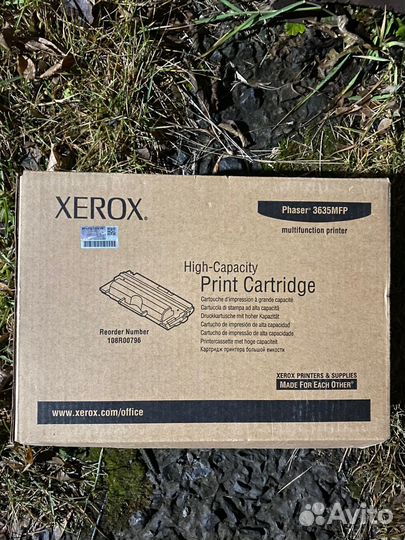 XEROX®
Phaser® 3635MFP
multifunction printer
High-Capacity
Print Cartridge
Cartouche d'impression à grande capacité
Cartuccia di stampa ad alta capacità
Druckkartusche mit hoher Kapazität
Cartucho de impresión de alta capacidad
Cartucho de impressão de alta capacidade
Printercassette met hoge capaciteit
Картридж принтера большой емкости
Reorder Number
108R00796
XEROX PRINTERS & SUPPLIES
MADE FOR EACH OTHER®
www.xerox.com/office
Avito